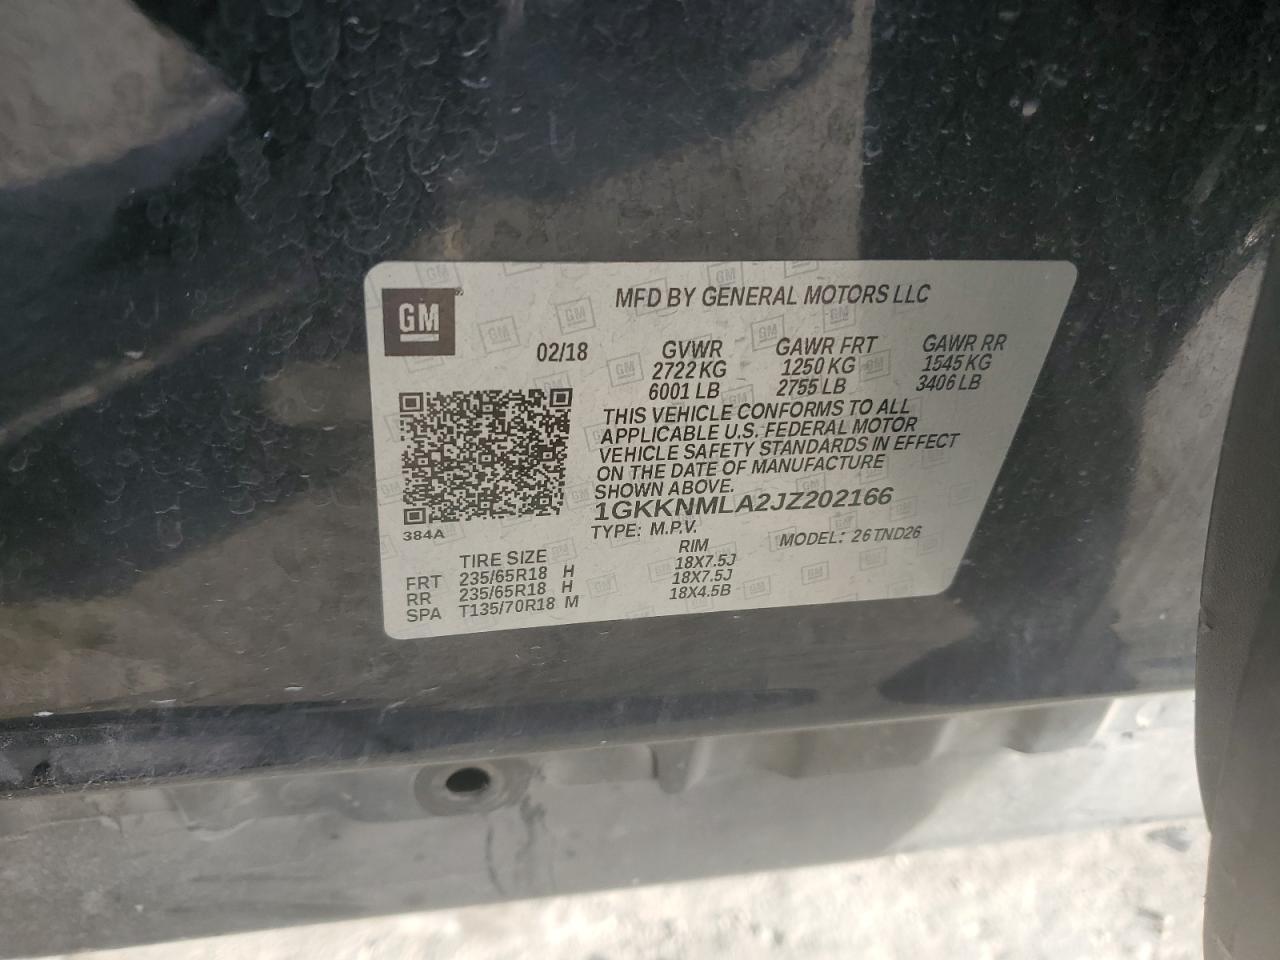 GM
MFD BY GENERAL MOTORS LLC
02/18
GVWR GAWR FRT GAWR RR
2722 KG 1250 KG 1545 KG
6001 LB 2755 LB 3406 LB
THIS VEHICLE CONFORMS TO ALL
APPLICABLE U.S. FEDERAL MOTOR
VEHICLE SAFETY STANDARDS IN EFFECT
ON THE DATE OF MANUFACTURE
SHOWN ABOVE.
1GKKNMLA2JZ202166
TYPE: M.P.V. MODEL: 26TND26
384A
TIRE SIZE RIM
FRT 235/65R18 H 18X7.5J
RR 235/65R18 H 18X7.5J
SPA T135/70R18 M 18X4.5B